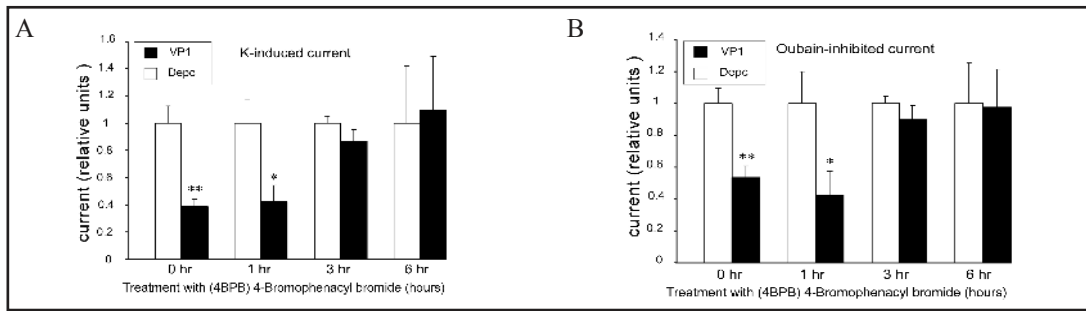 A
K-induced current
VP1
Depc
current (relative units)
1.6
1.4
1.2
1
0.8
0.6
0.4
0.2
0
**
*
0 hr 1 hr 3 hr 6 hr
Treatment with (4BPB) 4-Bromophenacyl bromide (hours)
B
Oubain-inhibited current
VP1
Depc
current (relative units)
1.4
1.2
1
0.8
0.6
0.4
0.2
0
**
*
0 hr 1 hr 3 hr 6 hr
Treatment with (4BPB) 4-Bromophenacyl bromide (hours)